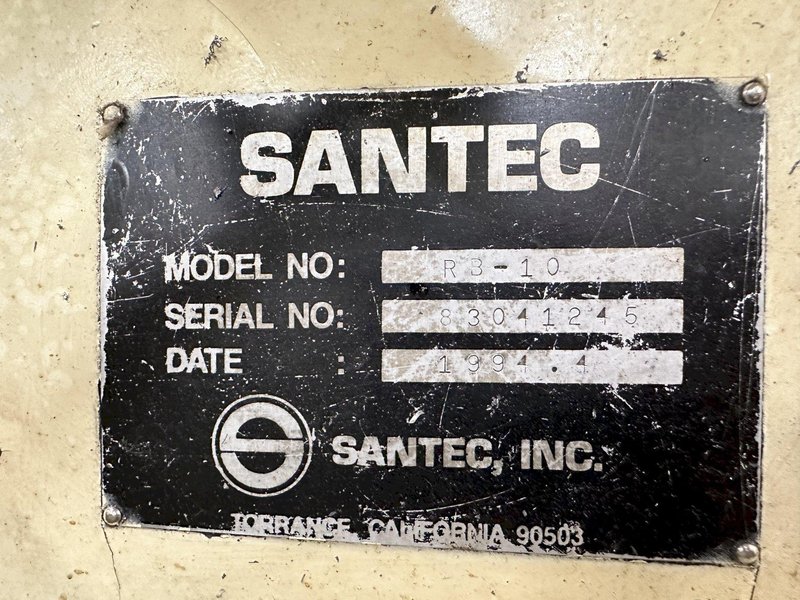 SANTEC
MODEL NO: RB-10
SERIAL NO: 83041245
DATE : 1994.4
SANTEC, INC.
TORRANCE, CALIFORNIA 90503